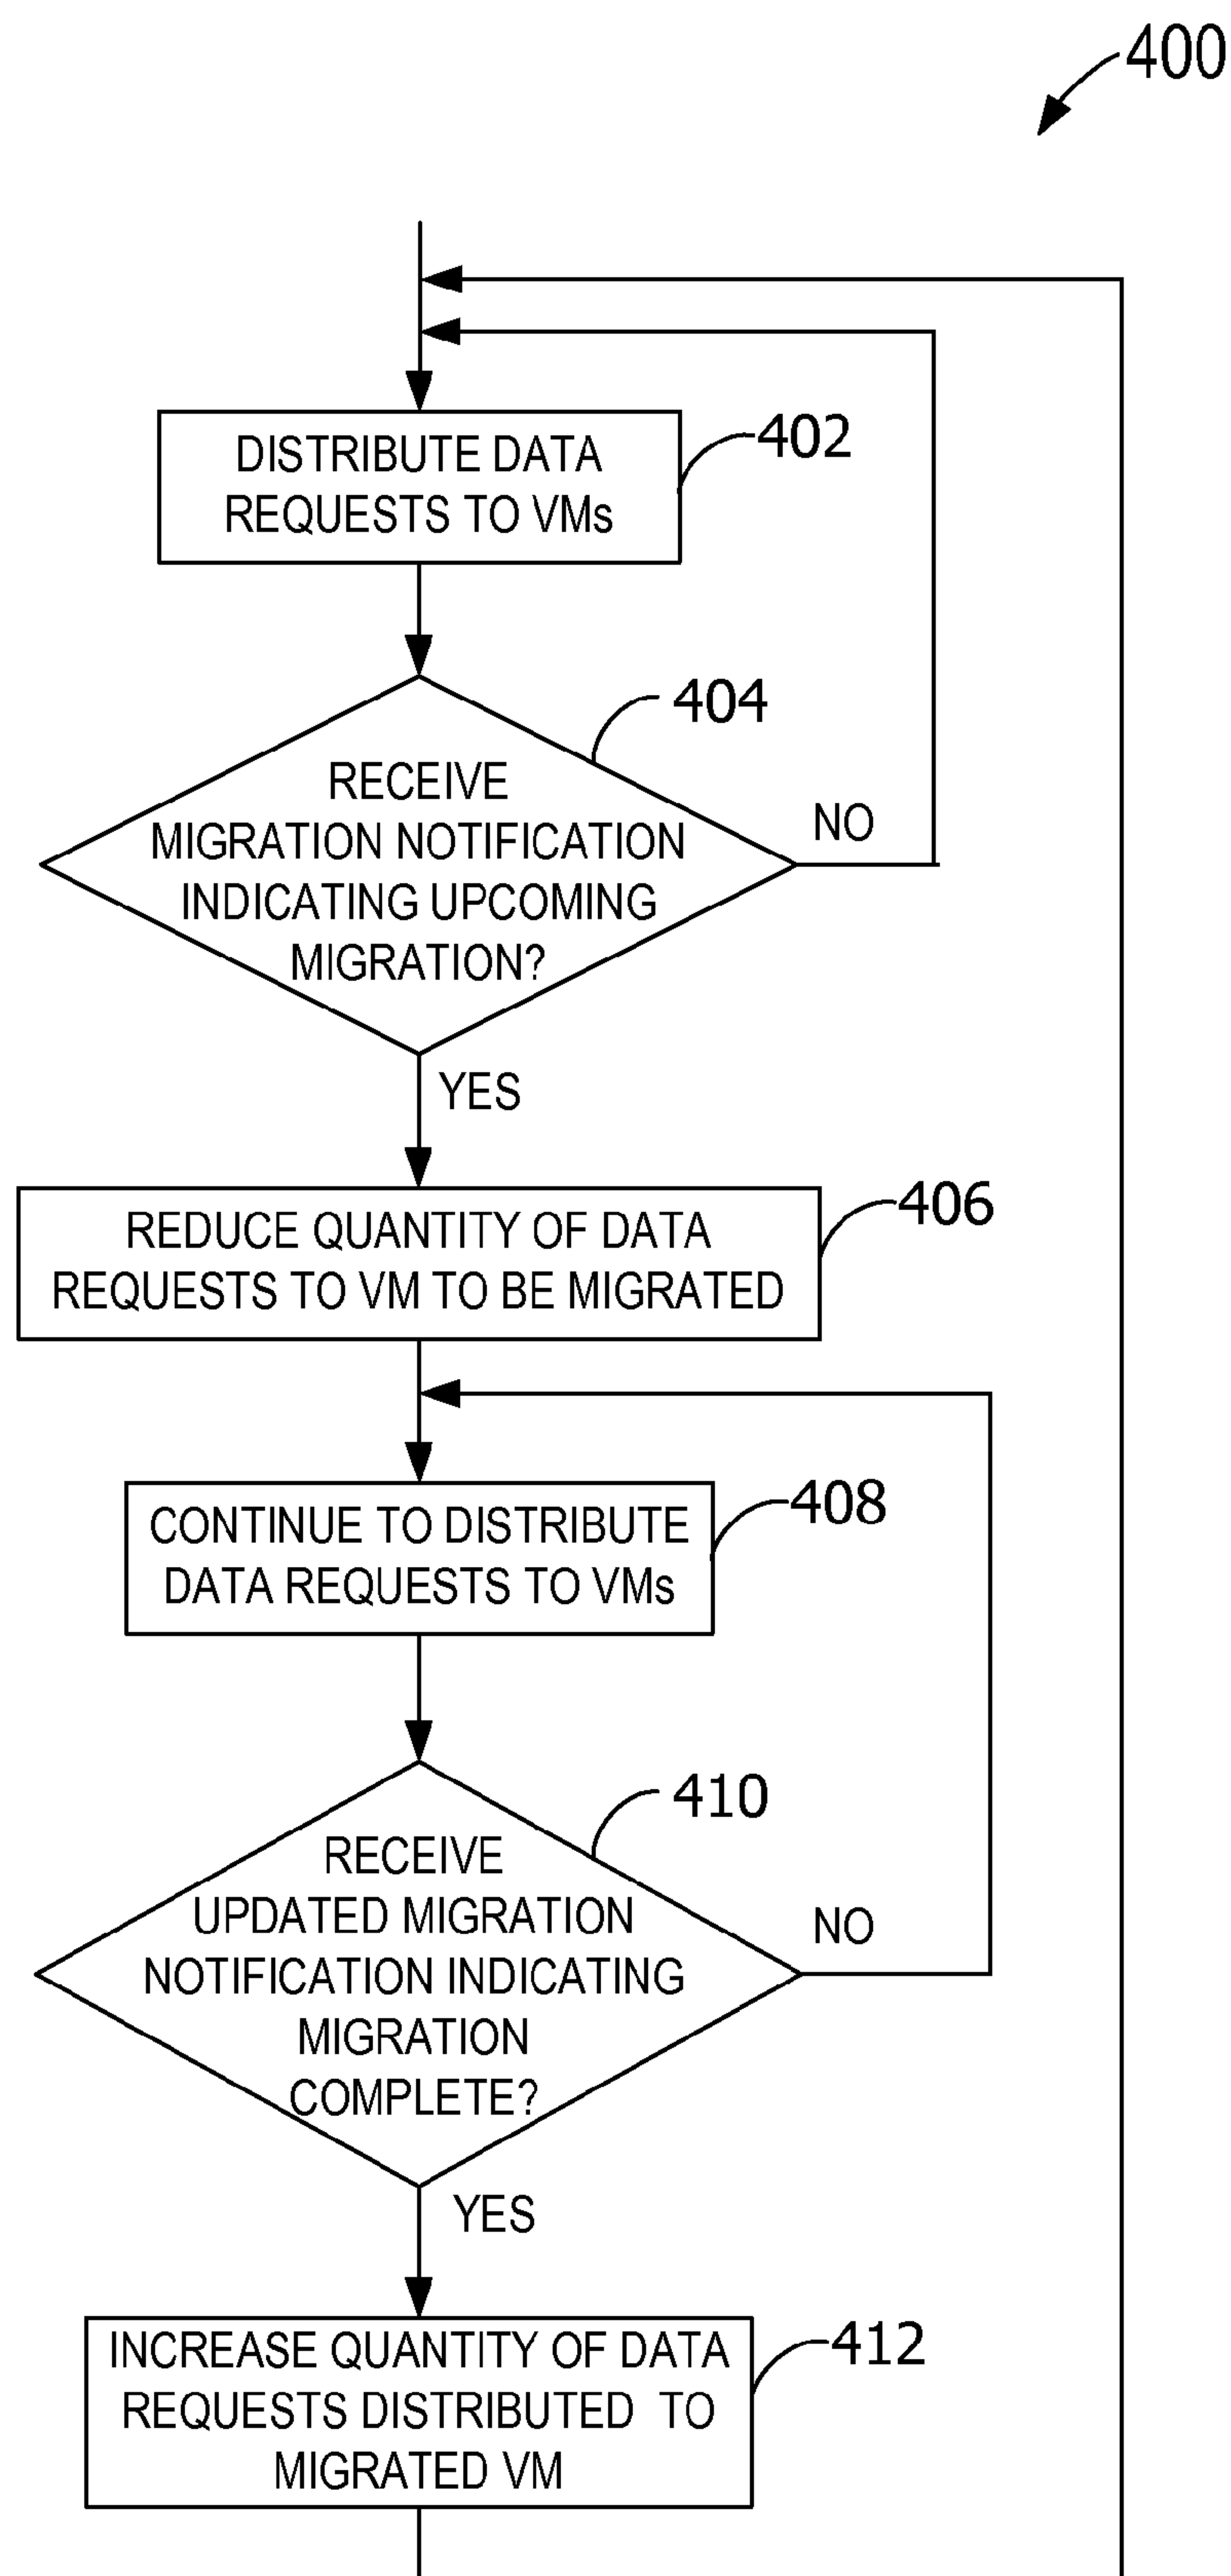 400
DISTRIBUTE DATA
REQUESTS TO VMs
402
404
RECEIVE
MIGRATION NOTIFICATION
INDICATING UPCOMING
MIGRATION?
NO
YES
406
REDUCE QUANTITY OF DATA
REQUESTS TO VM TO BE MIGRATED
408
CONTINUE TO DISTRIBUTE
DATA REQUESTS TO VMs
410
RECEIVE
UPDATED MIGRATION
NOTIFICATION INDICATING
MIGRATION
COMPLETE?
NO
YES
412
INCREASE QUANTITY OF DATA
REQUESTS DISTRIBUTED TO
MIGRATED VM